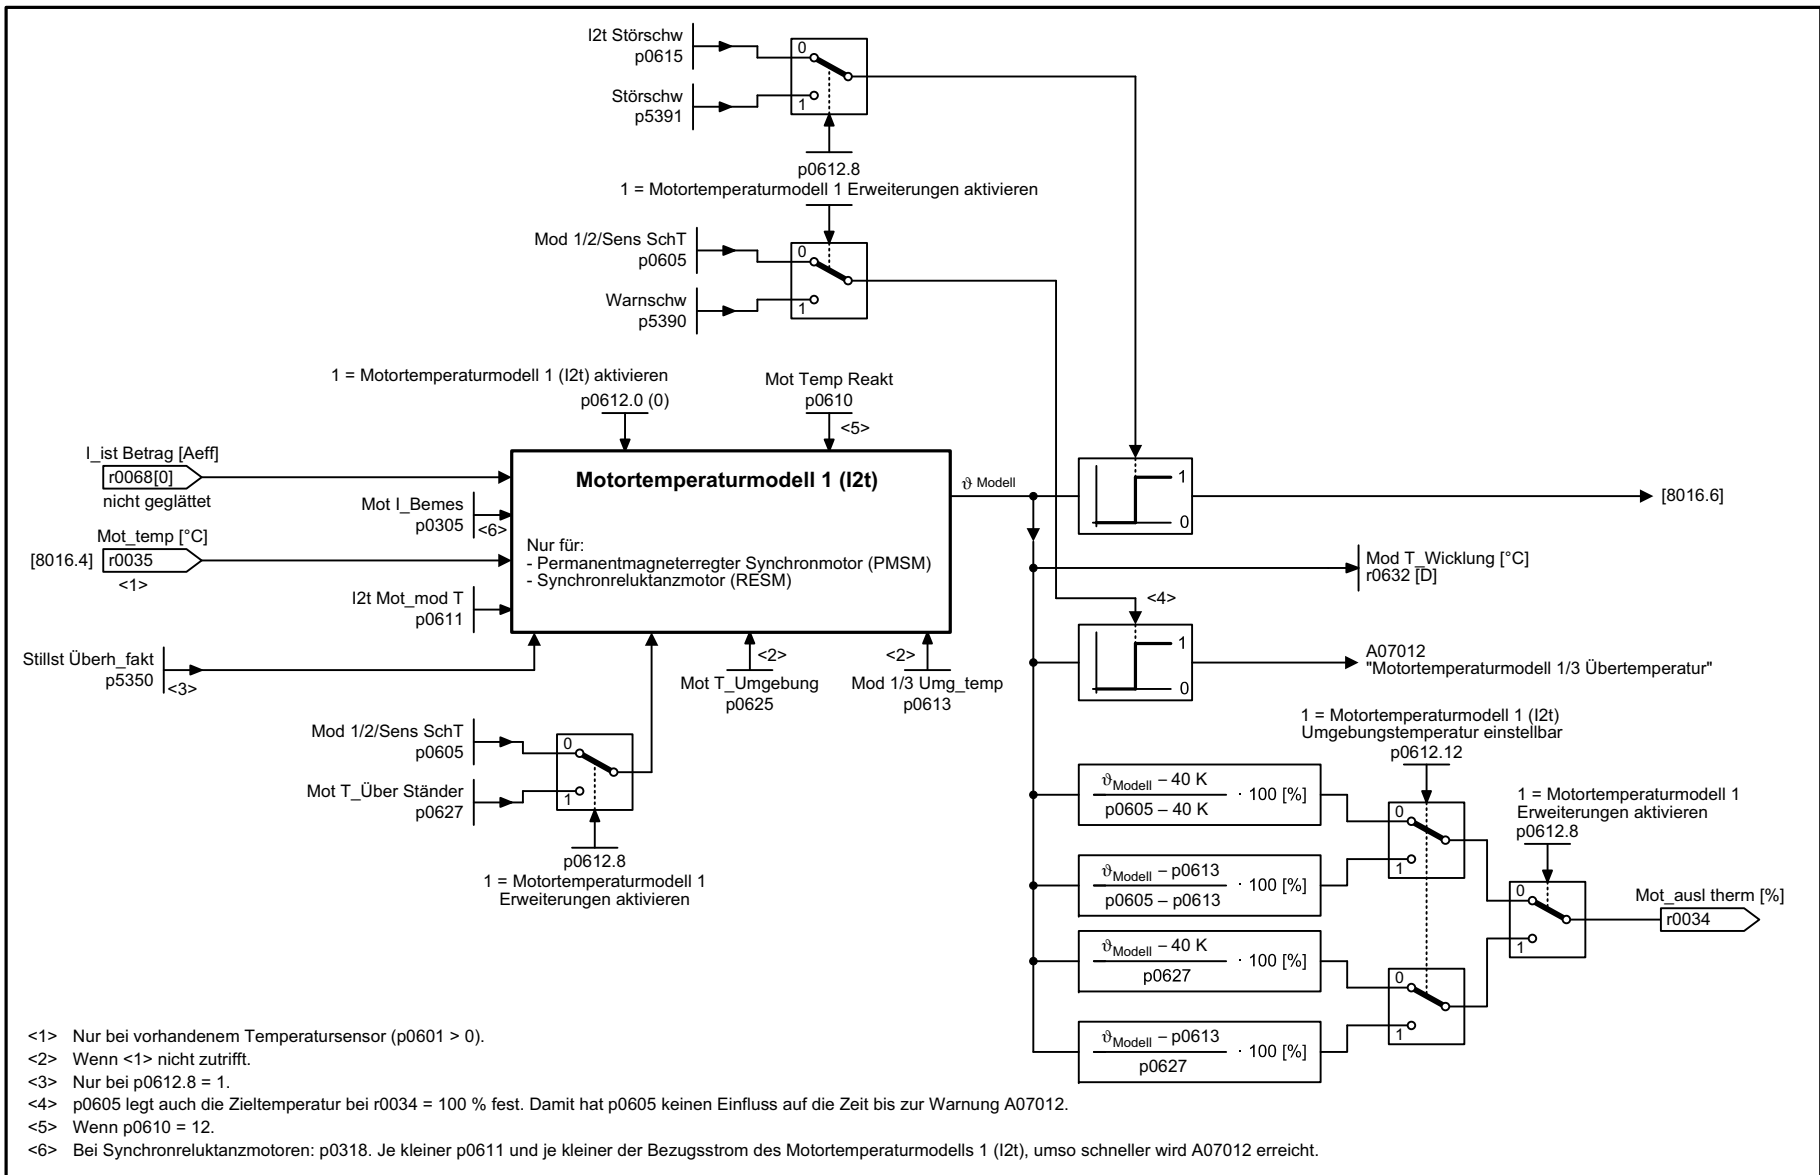 I2t Störschw
p0615
0
Störschw
p5391
1
p0612.8
1 = Motortemperaturmodell 1 Erweiterungen aktivieren
Mod 1/2/Sens SchT
p0605
0
Warnschw
p5390
1
1 = Motortemperaturmodell 1 (I2t) aktivieren
p0612.0 (0)
Mot Temp Reakt
p0610
<5>
I_ist Betrag [Aeff]
r0068[0]
nicht geglättet
Mot I_Bemes
p0305
<6>
Mot_temp [°C]
[8016.4]
r0035
<1>
I2t Mot_mod T
p0611
Motortemperaturmodell 1 (I2t)
Nur für:
- Permanentmagneterregter Synchronmotor (PMSM)
- Synchronreluktanzmotor (RESM)
ϑ Modell
1
0
[8016.6]
Mod T_Wicklung [°C]
r0632 [D]
<4>
1
0
A07012
"Motortemperaturmodell 1/3 Übertemperatur"
Stillst Überh_fakt
p5350
<3>
<2>
Mot T_Umgebung
p0625
<2>
Mod 1/3 Umg_temp
p0613
Mod 1/2/Sens SchT
p0605
0
Mot T_Über Ständer
p0627
1
p0612.8
1 = Motortemperaturmodell 1
Erweiterungen aktivieren
1 = Motortemperaturmodell 1 (I2t)
Umgebungstemperatur einstellbar
p0612.12
ϑModell – 40 K
p0605 – 40 K
· 100 [%]
0
1
ϑModell – p0613
p0605 – p0613
· 100 [%]
1 = Motortemperaturmodell 1
Erweiterungen aktivieren
p0612.8
0
1
Mot_ausl therm [%]
r0034
ϑModell – 40 K
p0627
· 100 [%]
0
1
ϑModell – p0613
p0627
· 100 [%]
<1> Nur bei vorhandenem Temperatursensor (p0601 > 0).
<2> Wenn <1> nicht zutrifft.
<3> Nur bei p0612.8 = 1.
<4> p0605 legt auch die Zieltemperatur bei r0034 = 100 % fest. Damit hat p0605 keinen Einfluss auf die Zeit bis zur Warnung A07012.
<5> Wenn p0610 = 12.
<6> Bei Synchronreluktanzmotoren: p0318. Je kleiner p0611 und je kleiner der Bezugsstrom des Motortemperaturmodells 1 (I2t), umso schneller wird A07012 erreicht.